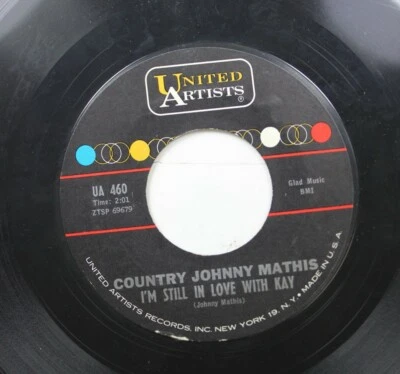 UNITED
ARTISTS
UA 460
Time: 2:01
ZTSP 69679
Glad Music
BMI
COUNTRY JOHNNY MATHIS
I'M STILL IN LOVE WITH KAY
(Johnny Mathis)
UNITED ARTISTS RECORDS, INC. NEW YORK 19, N.Y. • MADE IN U.S.A.